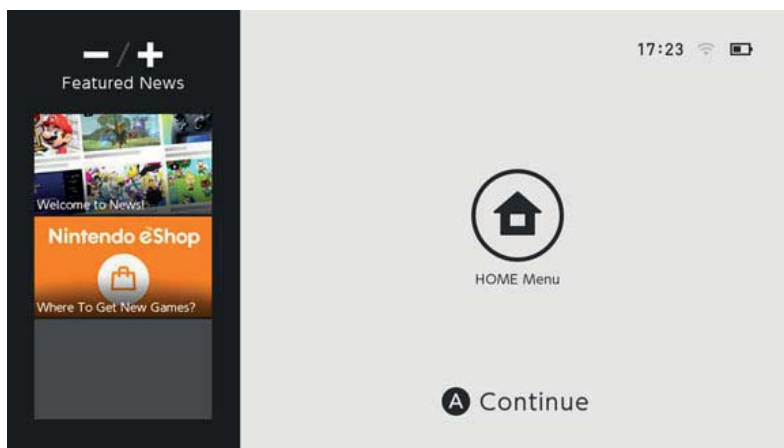 − / +
Featured News
Welcome to News!
Nintendo eShop
Where To Get New Games?
17:23
HOME Menu
A Continue